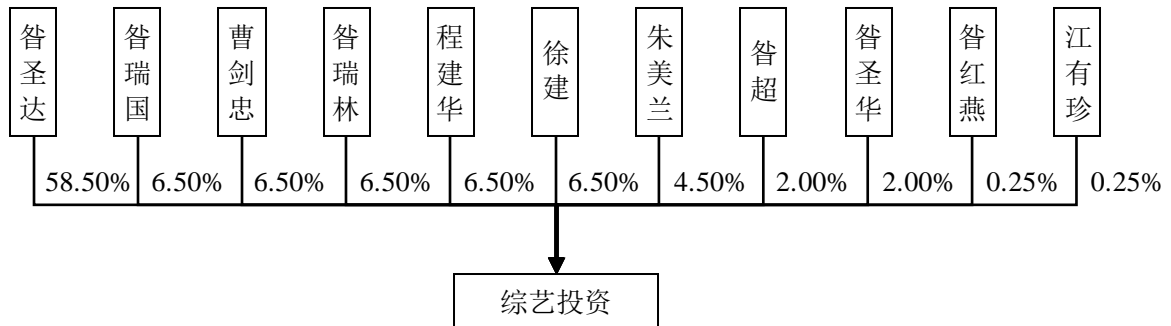 昝圣达
昝瑞国
曹剑忠
昝瑞林
程建华
徐建
朱美兰
昝超
昝圣华
昝红燕
江有珍
58.50%
6.50%
6.50%
6.50%
6.50%
6.50%
4.50%
2.00%
2.00%
0.25%
0.25%
综艺投资